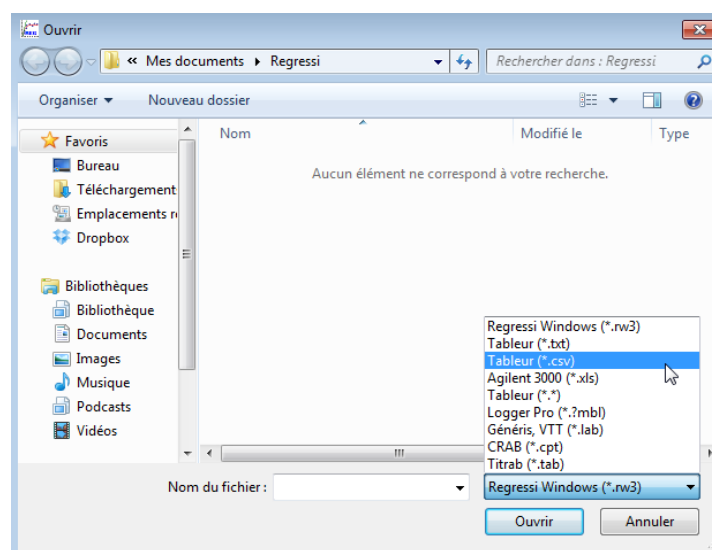 Ouvrir
« Mes documents Regressi
Rechercher dans : Regressi
Organiser Nouveau dossier
Nom Modifié le Type
Aucun élément ne correspond à votre recherche.
Favoris
Bureau
Téléchargement
Emplacements r
Dropbox
Bibliothèques
Bibliothèque
Documents
Images
Musique
Podcasts
Vidéos
Regressi Windows (*.rw3)
Tableur (*.txt)
Tableur (*.csv)
Agilent 3000 (*.xls)
Tableur (*.*)
Logger Pro (*.?mbl)
Généris, VTT (*.lab)
CRAB (*.cpt)
Titrab (*.tab)
Nom du fichier : Regressi Windows (*.rw3)
Ouvrir Annuler